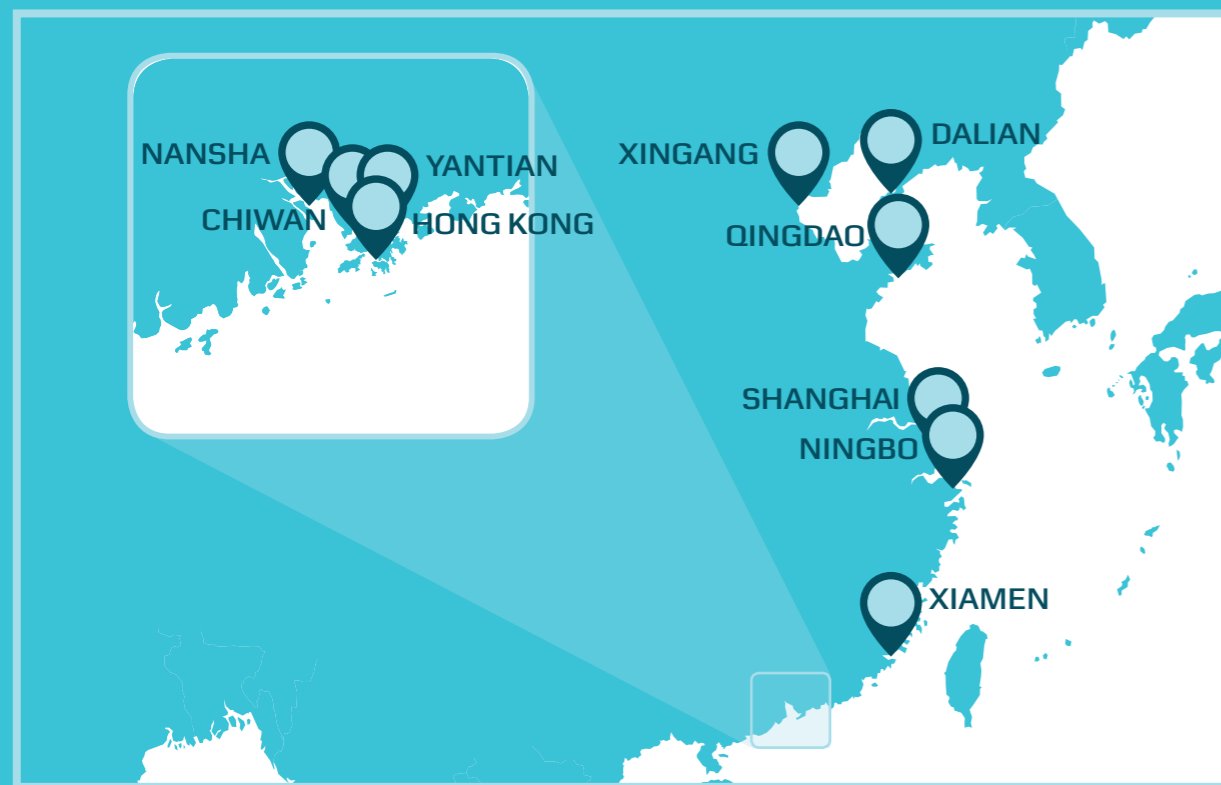 NANSHA
YANTIAN
CHIWAN
HONG KONG
XINGANG
DALIAN
QINGDAO
SHANGHAI
NINGBO
XIAMEN